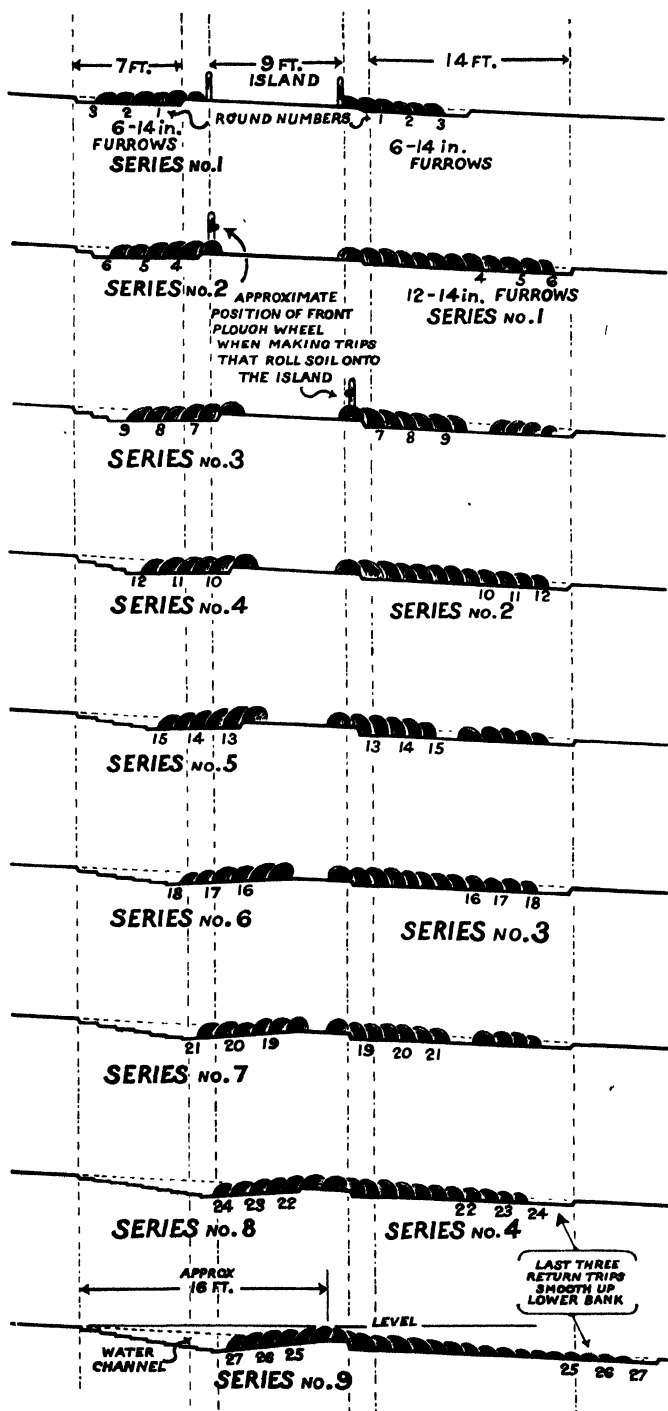 7 FT. 9 FT. 14 FT.
ISLAND
3 2 1 ROUND NUMBERS 1 2 3
6-14 in. 6-14 in.
FURROWS FURROWS
SERIES NO.1
6 5 4 4 5 6
SERIES NO.2 12-14 in. FURROWS
SERIES NO.1
APPROXIMATE
POSITION OF FRONT
PLOUGH WHEEL
WHEN MAKING TRIPS
THAT ROLL SOIL ONTO
THE ISLAND
9 8 7 7 8 9
SERIES NO.3
12 11 10 10 11 12
SERIES NO.4 SERIES NO.2
15 14 13 13 14 15
SERIES NO.5
18 17 16 16 17 18
SERIES NO.6 SERIES NO.3
21 20 19 19 20 21
SERIES NO.7
24 23 22 22 23 24
SERIES NO.8 SERIES NO.4
LAST THREE
RETURN TRIPS
SMOOTH UP
LOWER BANK
APPROX
16 FT.
LEVEL
WATER
CHANNEL
27 26 25 25 26 27
SERIES NO.9